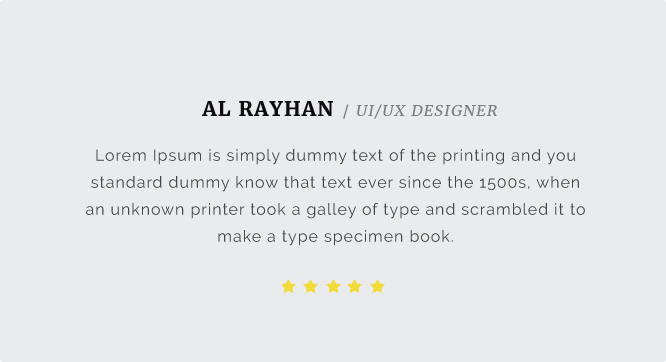 AL RAYHAN / UI/UX DESIGNER
Lorem Ipsum is simply dummy text of the printing and you
standard dummy know that text ever since the 1500s, when
an unknown printer took a galley of type and scrambled it to
make a type specimen book.